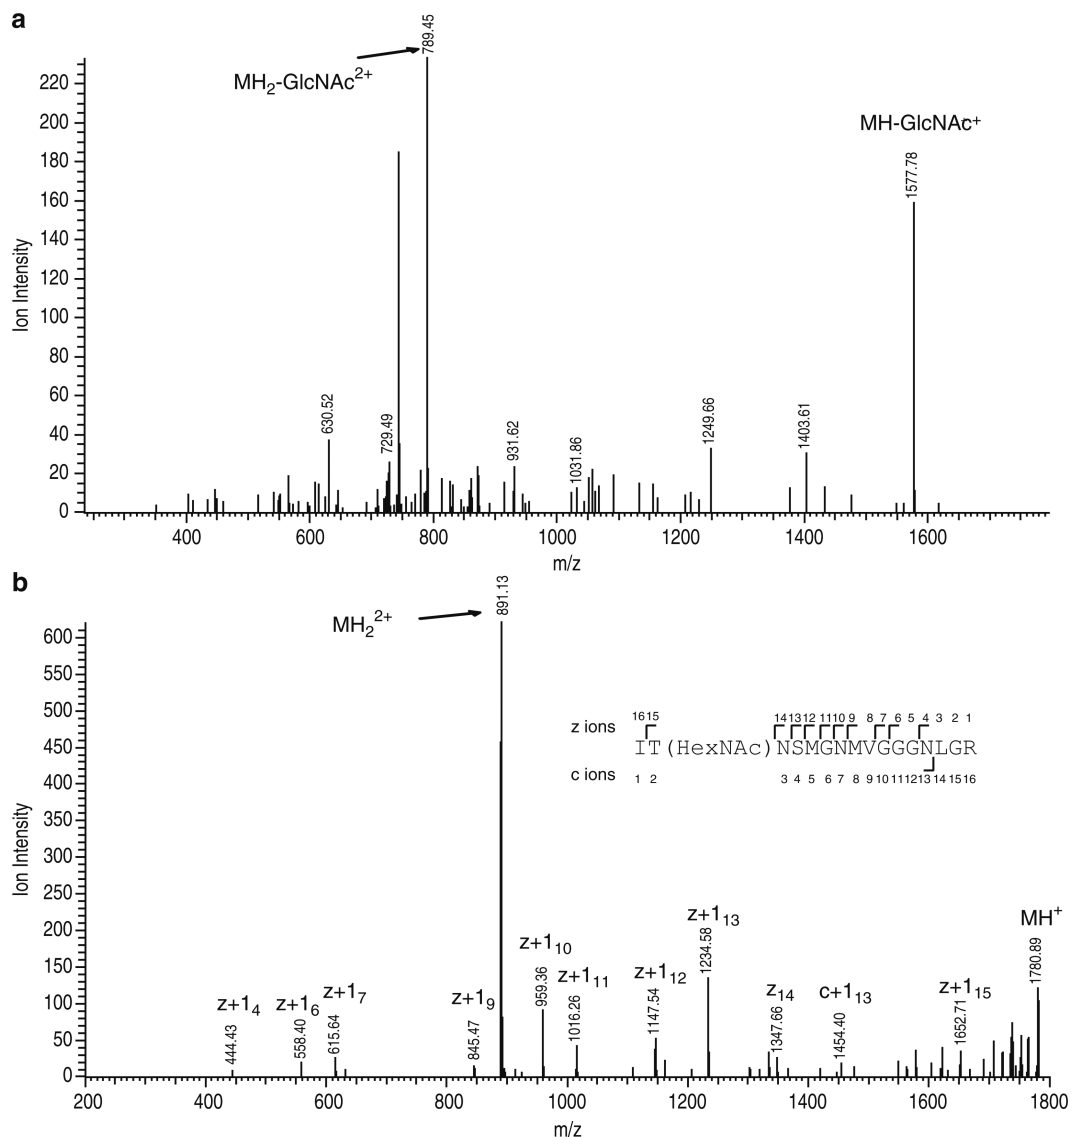 a
789.45
MH2-GlcNAc2+
MH-GlcNAc+
1577.78
630.52
729.49
931.62
1031.86
1249.66
1403.61
Ion Intensity
220
200
180
160
140
120
100
80
60
40
20
0
400 600 800 1000 1200 1400 1600
m/z
b
891.13
MH22+
z ions
1615 14 13 12 11 10 9 8 7 6 5 4 3 2 1
IT(HexNAc)NSMGNMVGGGNLGR
c ions
1 2 3 4 5 6 7 8 9 10 11 12 13 14 15 16
z+14
444.43
z+16
558.40
z+17
615.64
z+19
845.47
z+110
959.36
z+111
1016.26
z+112
1147.54
z+113
1234.58
z14
1347.66
c+113
1454.40
z+115
1652.71
MH+
1780.89
Ion Intensity
600
550
500
450
400
350
300
250
200
150
100
50
0
200 400 600 800 1000 1200 1400 1600 1800
m/z